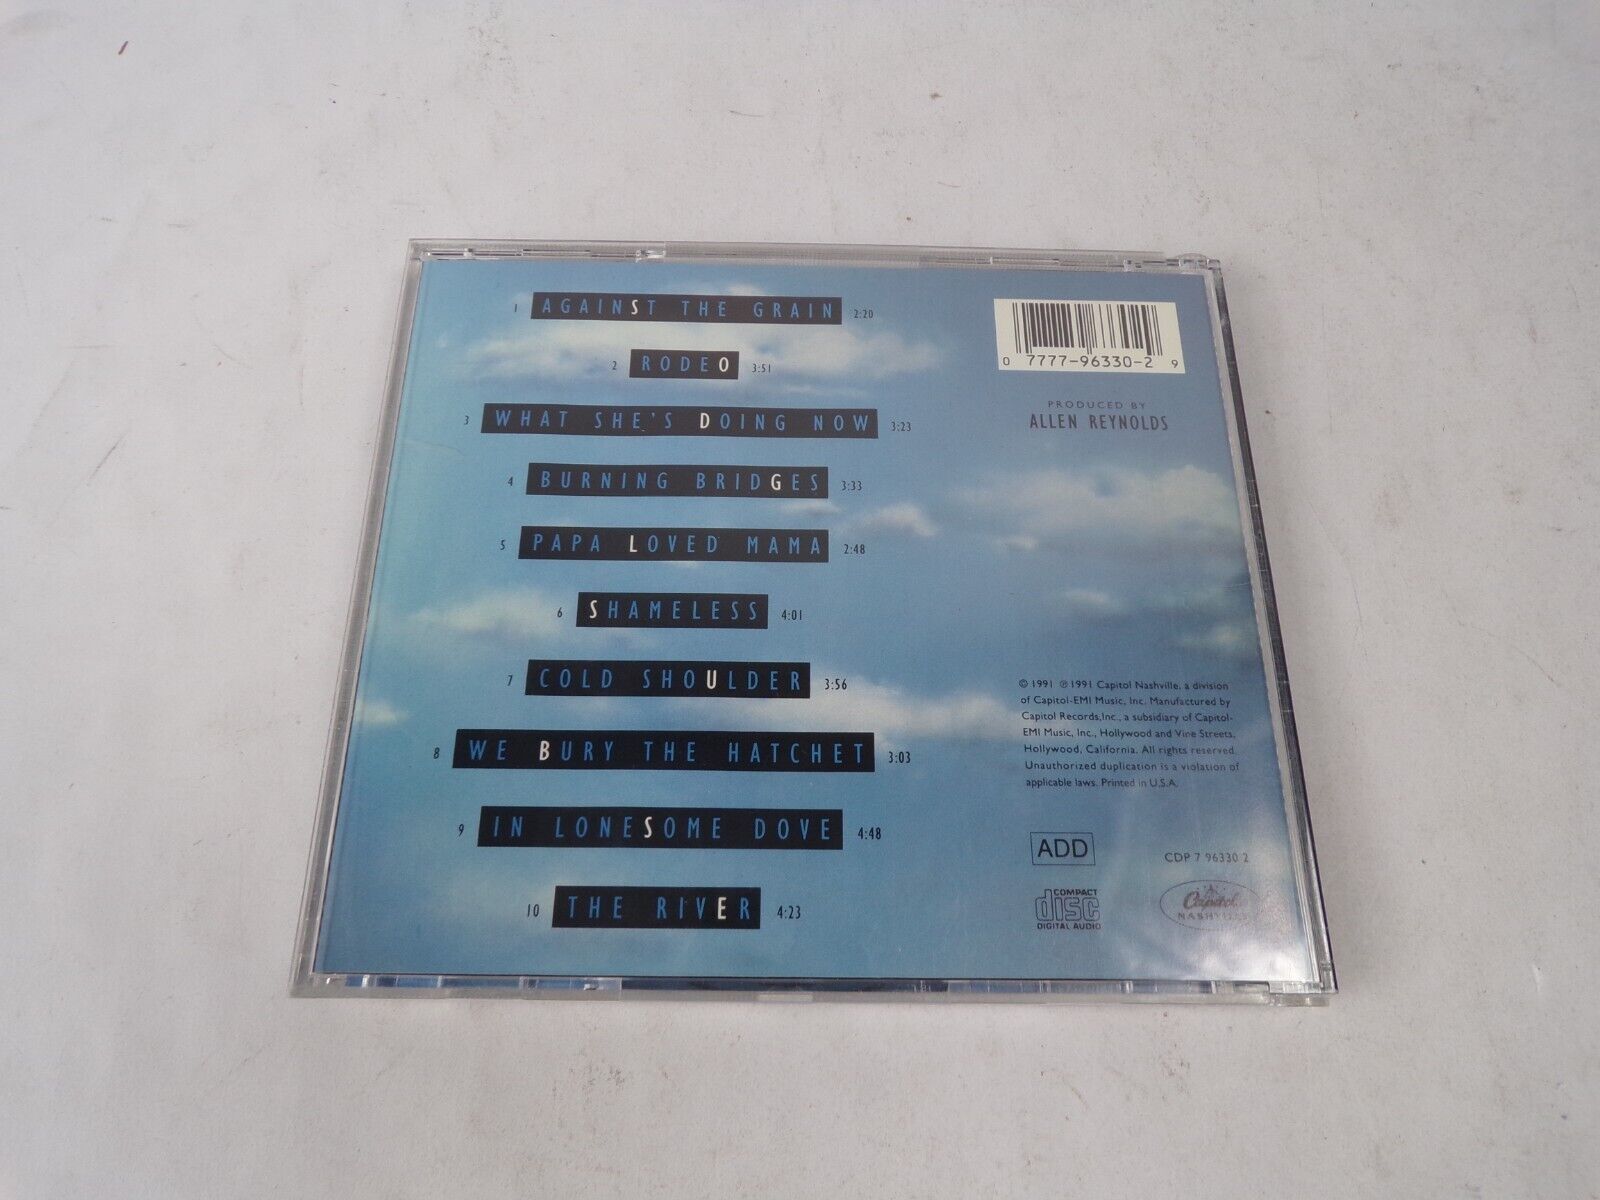 1 AGAINST THE GRAIN 2:20
2 RODEO 3:51
3 WHAT SHE'S DOING NOW 3:23
4 BURNING BRIDGES 3:33
5 PAPA LOVED MAMA 2:48
6 SHAMELESS 4:01
7 COLD SHOULDER 3:56
8 WE BURY THE HATCHET 3:03
9 IN LONESOME DOVE 4:48
10 THE RIVER 4:23
0 7777-96330-2 9
PRODUCED BY
ALLEN REYNOLDS
© 1991 ℗ 1991 Capitol Nashville, a division
of Capitol-EMI Music, Inc. Manufactured by
Capitol Records,Inc., a subsidiary of Capitol-
EMI Music, Inc., Hollywood and Vine Streets,
Hollywood, California. All rights reserved.
Unauthorized duplication is a violation of
applicable laws. Printed in U.S.A.
ADD
CDP 7 96330 2
COMPACT
disc
DIGITAL AUDIO
Capitol
NASHVILLE